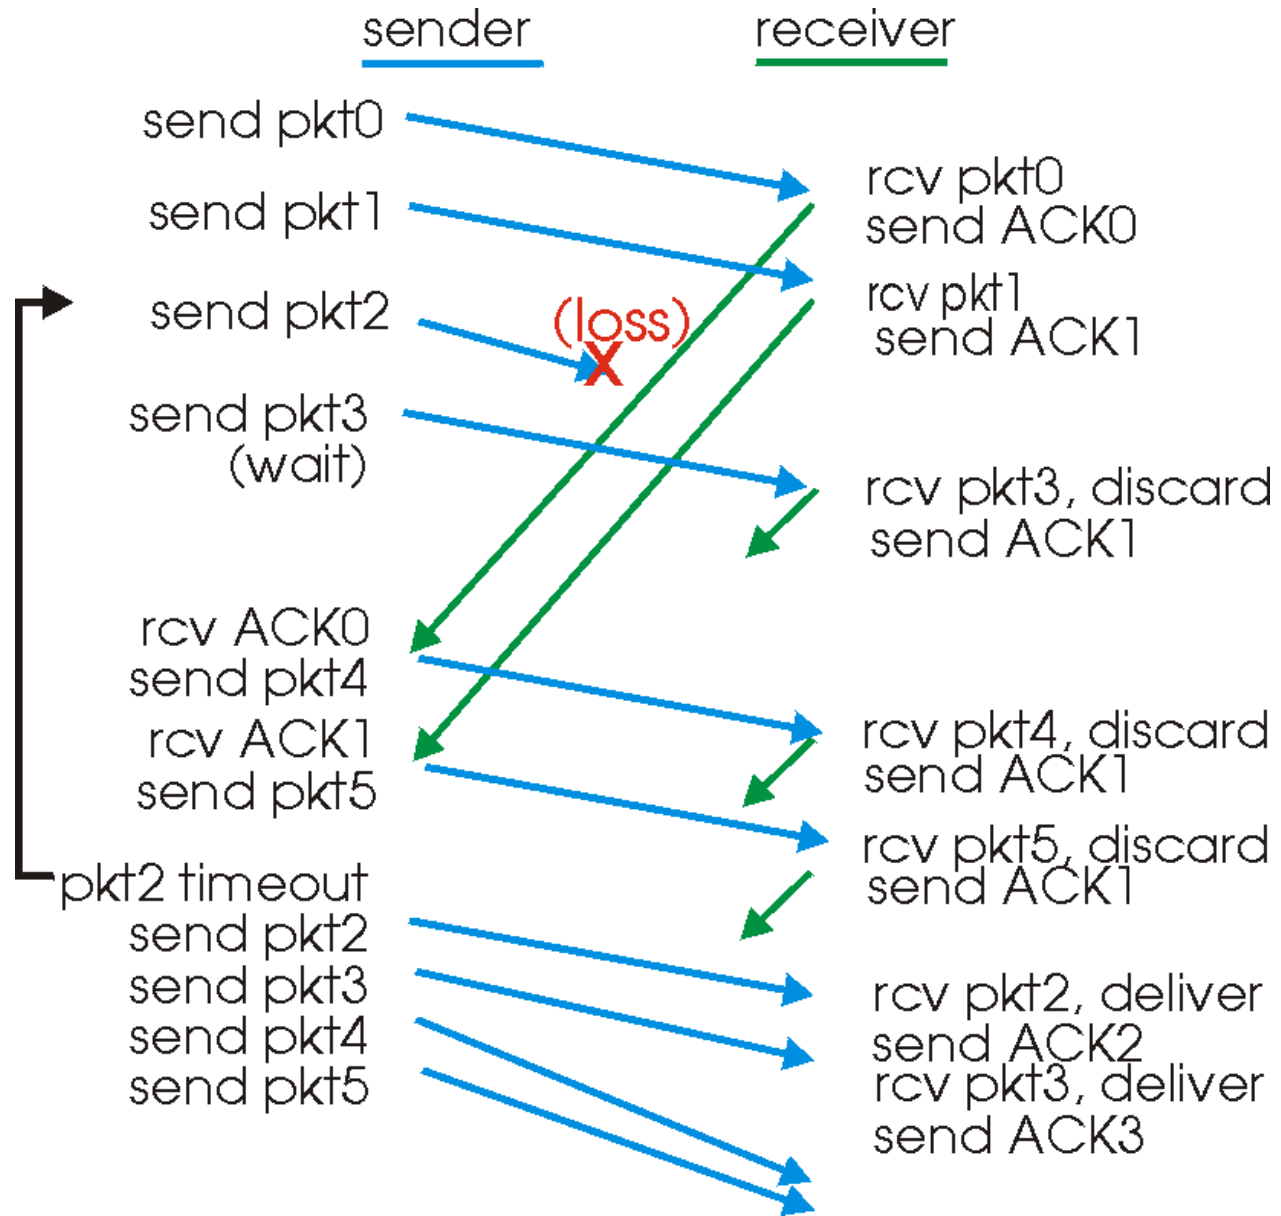 sender
receiver
send pkt0
rcv pkt0
send ACK0
send pkt1
rcv pkt1
send ACK1
send pkt2
(loss)
X
send pkt3
(wait)
rcv pkt3, discard
send ACK1
rcv ACK0
send pkt4
rcv pkt4, discard
send ACK1
rcv ACK1
send pkt5
rcv pkt5, discard
send ACK1
pkt2 timeout
send pkt2
send pkt3
send pkt4
send pkt5
rcv pkt2, deliver
send ACK2
rcv pkt3, deliver
send ACK3